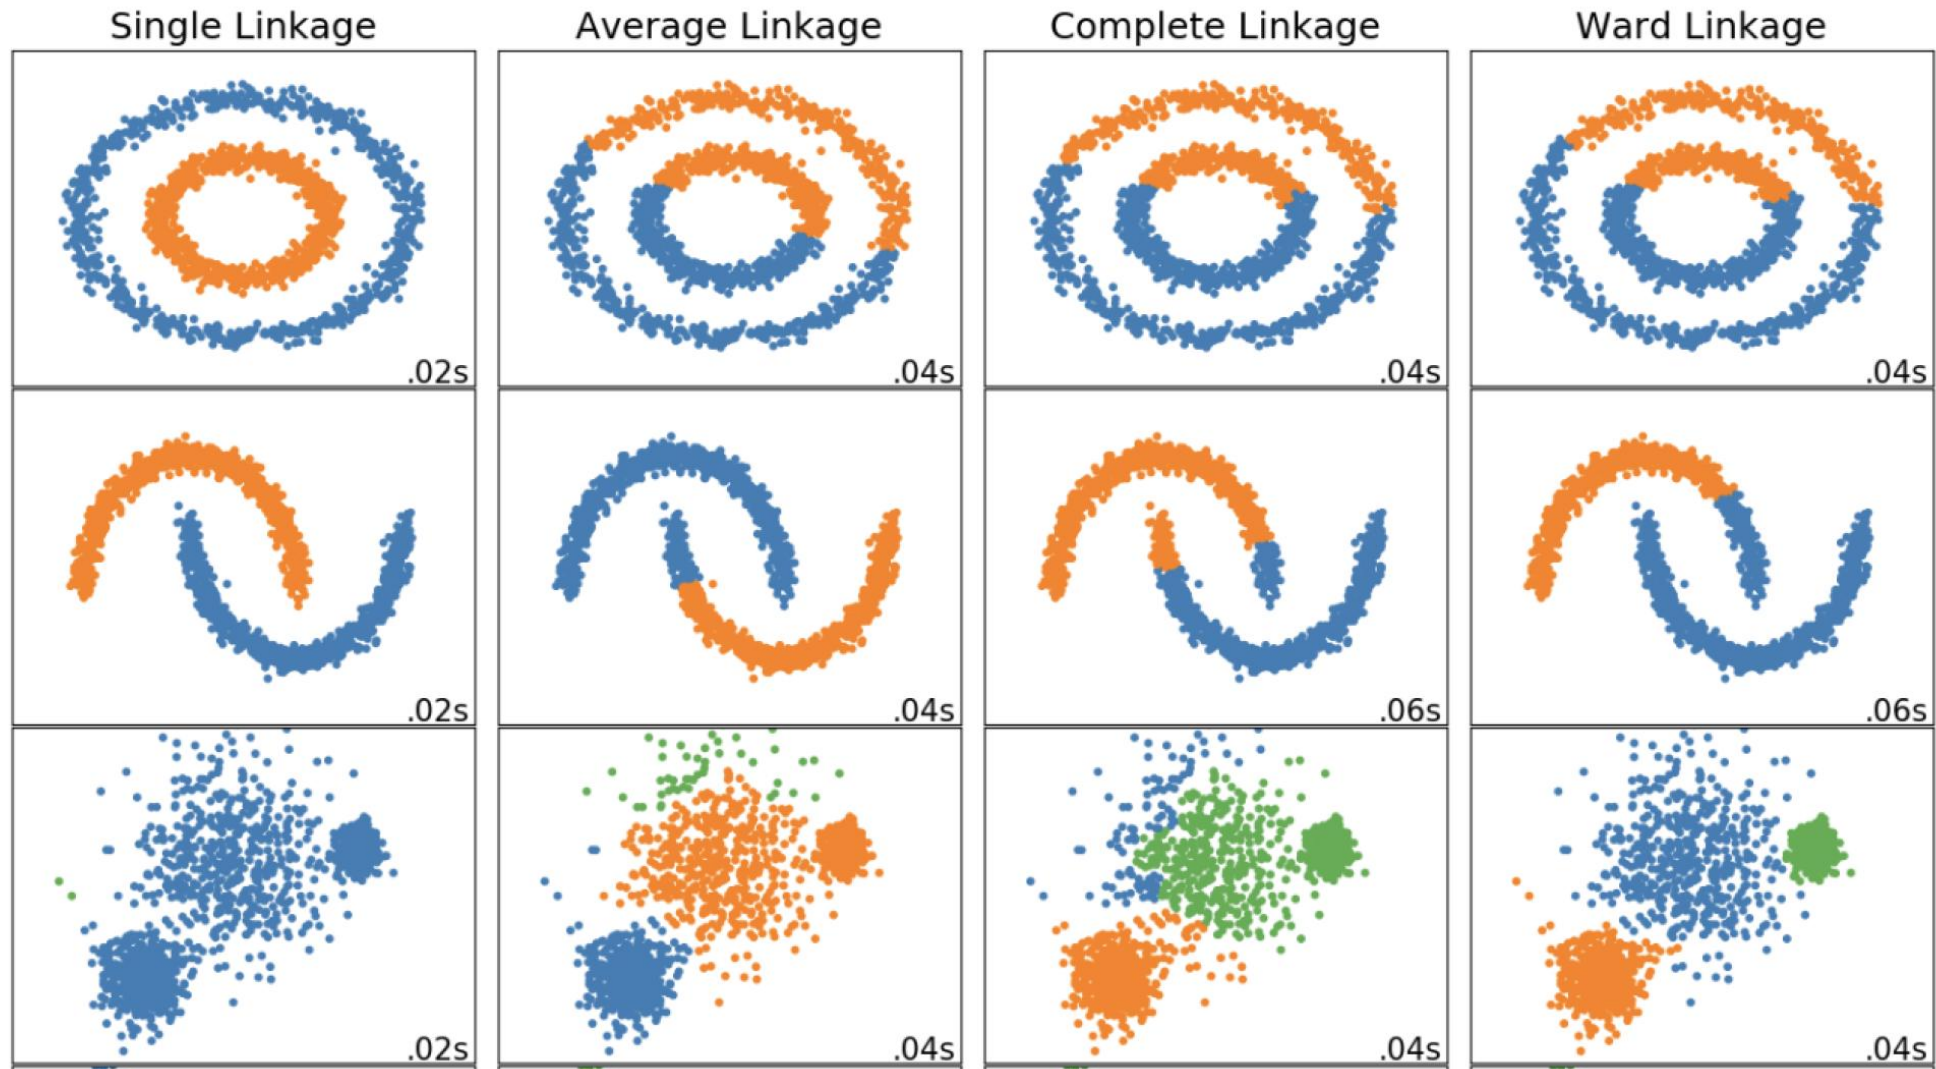 Single Linkage
Average Linkage
Complete Linkage
Ward Linkage
.02s
.04s
.04s
.04s
.02s
.04s
.06s
.06s
.02s
.04s
.04s
.04s